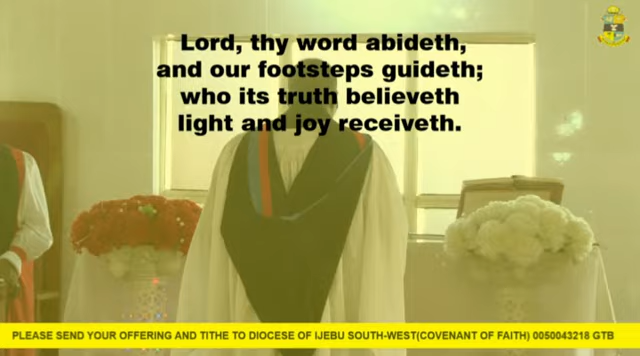 Lord, thy word abideth,
and our footsteps guideth;
who its truth believeth
light and joy receiveth.
PLEASE SEND YOUR OFFERING AND TITHE TO DIOCESE OF IJEBU SOUTH-WEST(COVENANT OF FAITH) 0050043218 GTB